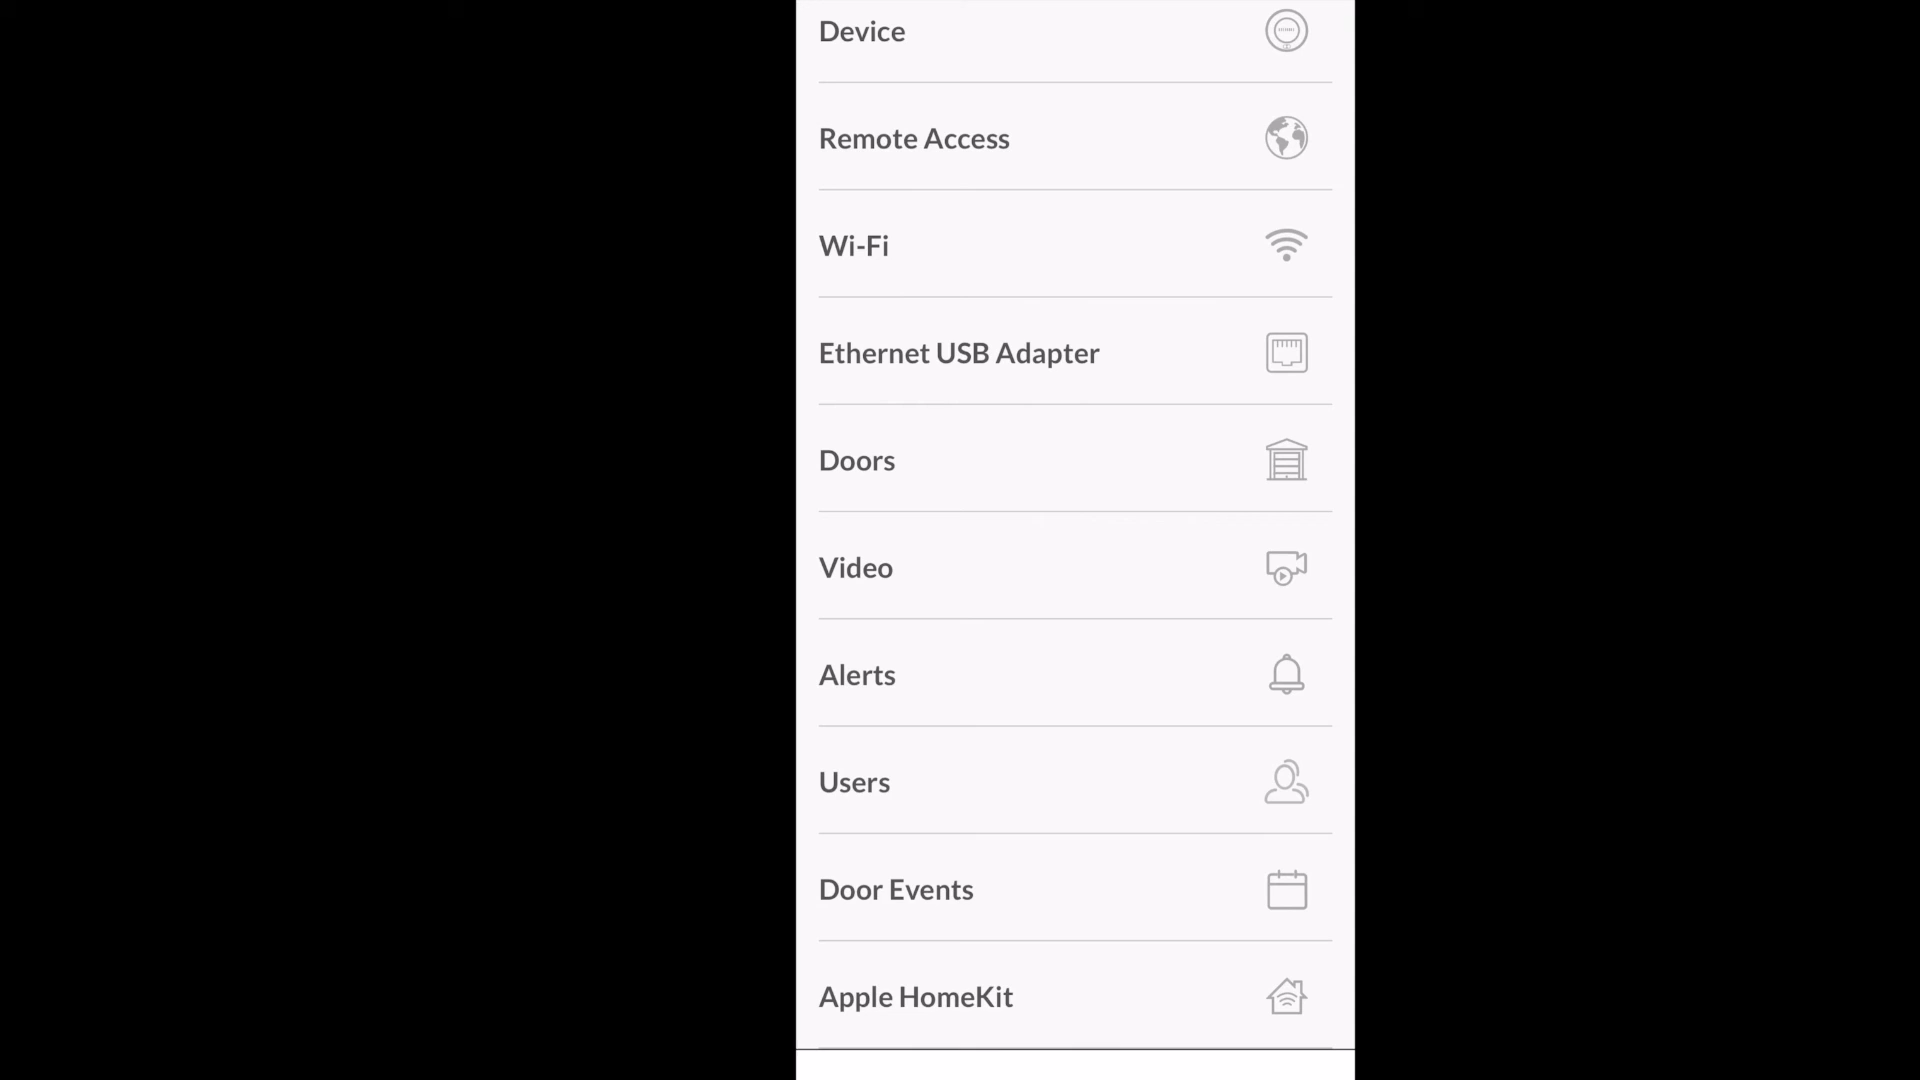 Device
Remote Access
Wi-Fi
Ethernet USB Adapter
Doors
Video
Alerts
Users
Door Events
Apple HomeKit